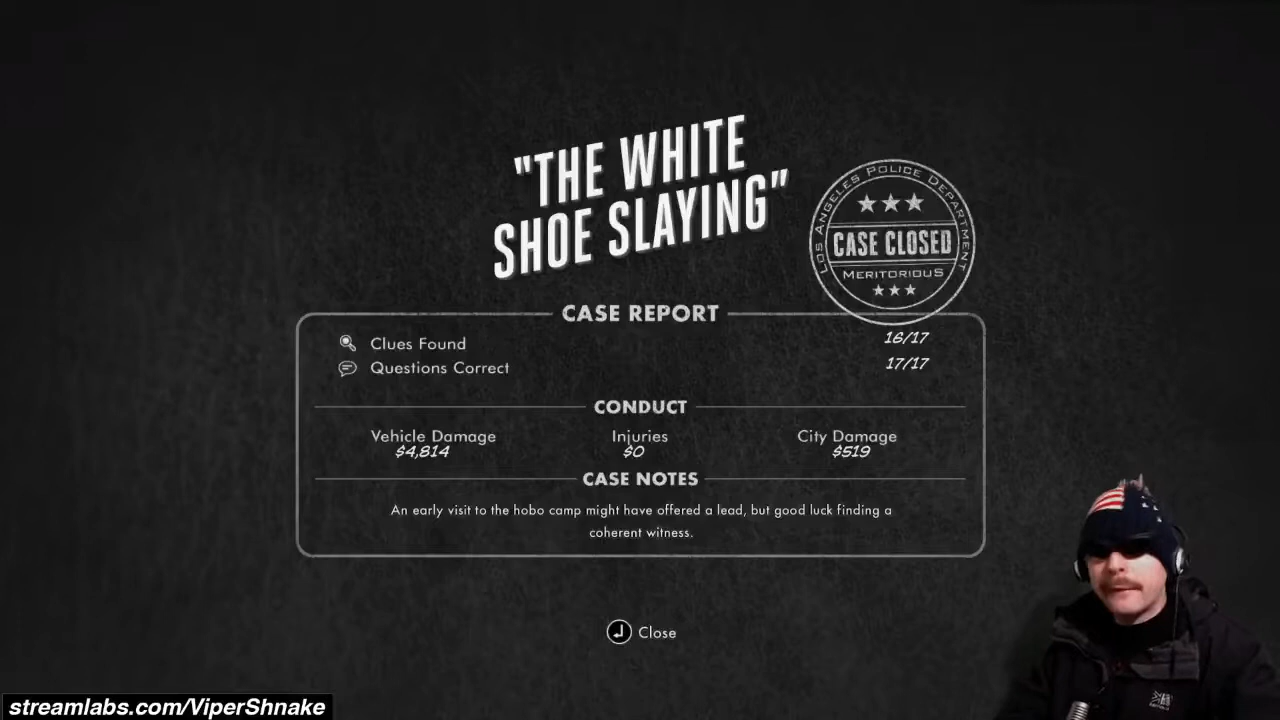 "THE WHITE
SHOE SLAYING"
LOS ANGELES POLICE DEPARTMENT
CASE CLOSED
MERITORIOUS
CASE REPORT
Clues Found 16/17
Questions Correct 17/17
CONDUCT
Vehicle Damage Injuries City Damage
$4,814 $0 $519
CASE NOTES
An early visit to the hobo camp might have offered a lead, but good luck finding a
coherent witness.
Close
streamlabs.com/ViperShnake